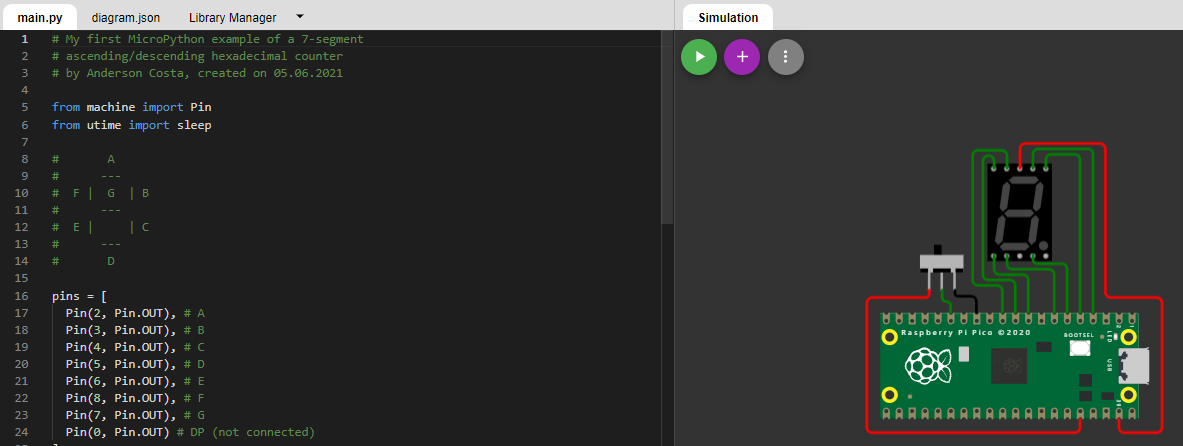 main.py diagram.json Library Manager
Simulation
1 # My first MicroPython example of a 7-segment
2 # ascending/descending hexadecimal counter
3 # by Anderson Costa, created on 05.06.2021
4
5 from machine import Pin
6 from utime import sleep
7
8 # A
9 # ---
10 # F | G | B
11 # ---
12 # E | | C
13 # ---
14 # D
15
16 pins = [
17 Pin(2, Pin.OUT), # A
18 Pin(3, Pin.OUT), # B
19 Pin(4, Pin.OUT), # C
20 Pin(5, Pin.OUT), # D
21 Pin(6, Pin.OUT), # E
22 Pin(8, Pin.OUT), # F
23 Pin(7, Pin.OUT), # G
24 Pin(0, Pin.OUT) # DP (not connected)
Raspberry Pi Pico ©2020
BOOTSEL
LED
USB